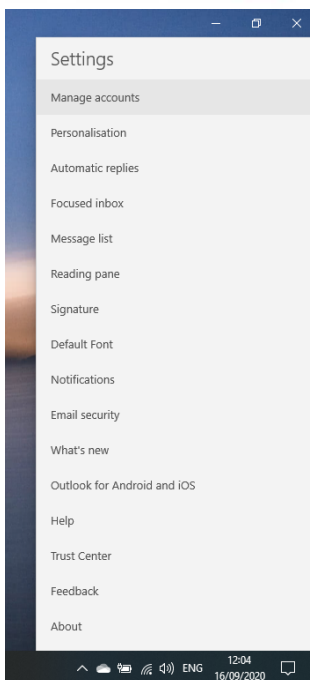 Settings
Manage accounts
Personalisation
Automatic replies
Focused inbox
Message list
Reading pane
Signature
Default Font
Notifications
Email security
What's new
Outlook for Android and iOS
Help
Trust Center
Feedback
About
ENG
12:04
16/09/2020